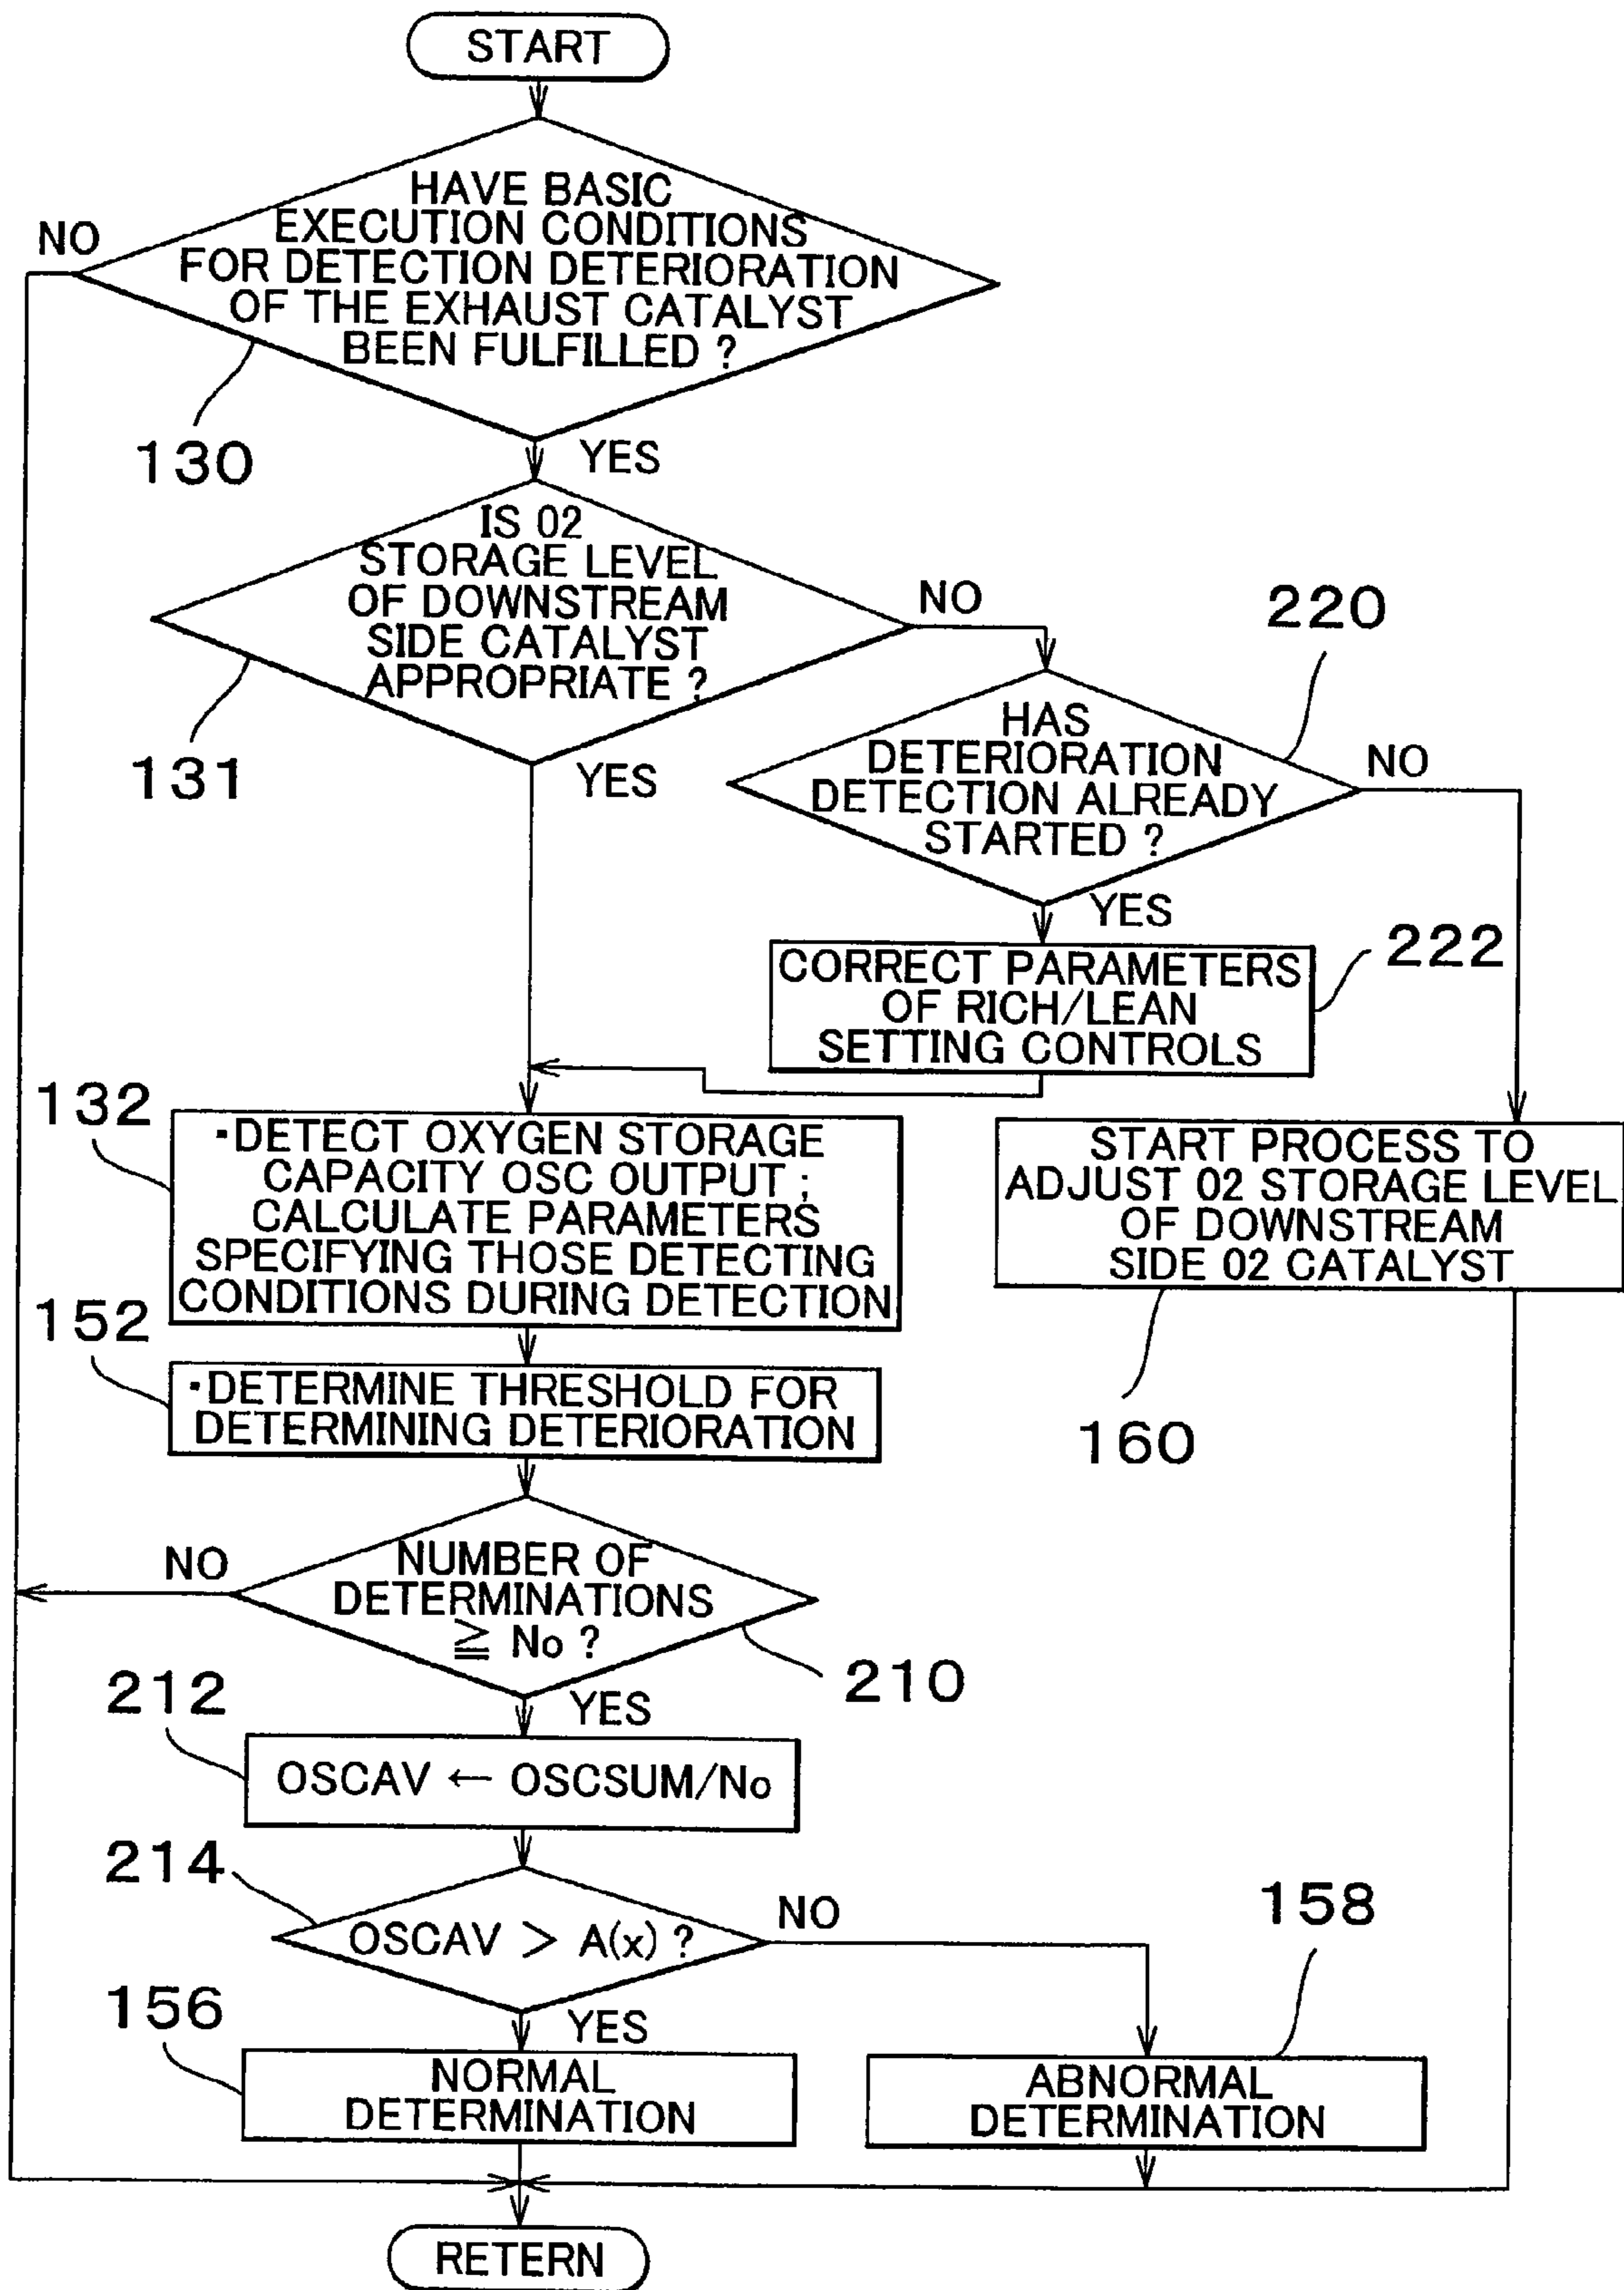 START
HAVE BASIC
EXECUTION CONDITIONS
FOR DETECTION DETERIORATION
OF THE EXHAUST CATALYST
BEEN FULFILLED ?
NO
130
YES
IS 02
STORAGE LEVEL
OF DOWNSTREAM
SIDE CATALYST
APPROPRIATE ?
NO
131
YES
220
HAS
DETERIORATION
DETECTION ALREADY
STARTED ?
NO
YES
222
CORRECT PARAMETERS
OF RICH/LEAN
SETTING CONTROLS
132
·DETECT OXYGEN STORAGE
CAPACITY OSC OUTPUT ;
CALCULATE PARAMETERS
SPECIFYING THOSE DETECTING
CONDITIONS DURING DETECTION
START PROCESS TO
ADJUST 02 STORAGE LEVEL
OF DOWNSTREAM
SIDE 02 CATALYST
160
152
·DETERMINE THRESHOLD FOR
DETERMINING DETERIORATION
NUMBER OF
DETERMINATIONS
≧ No ?
NO
210
YES
212
OSCAV ← OSCSUM/No
214
OSCAV > A(x) ?
NO
158
YES
156
NORMAL
DETERMINATION
ABNORMAL
DETERMINATION
RETERN